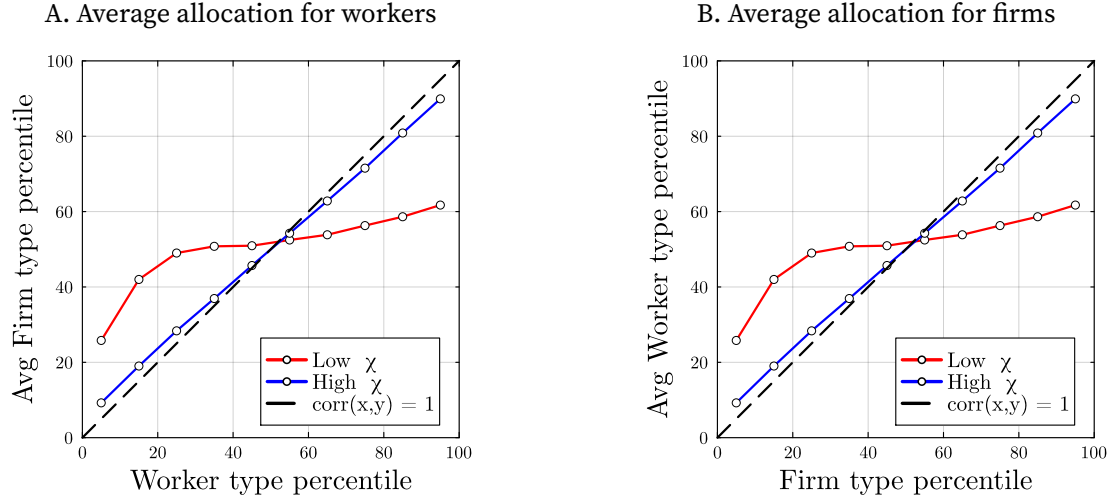 A. Average allocation for workers
100
80
60
40
20
0
0 20 40 60 80 100
Avg Firm type percentile
Worker type percentile
Low χ
High χ
corr(x,y) = 1
B. Average allocation for firms
100
80
60
40
20
0
0 20 40 60 80 100
Avg Worker type percentile
Firm type percentile
Low χ
High χ
corr(x,y) = 1